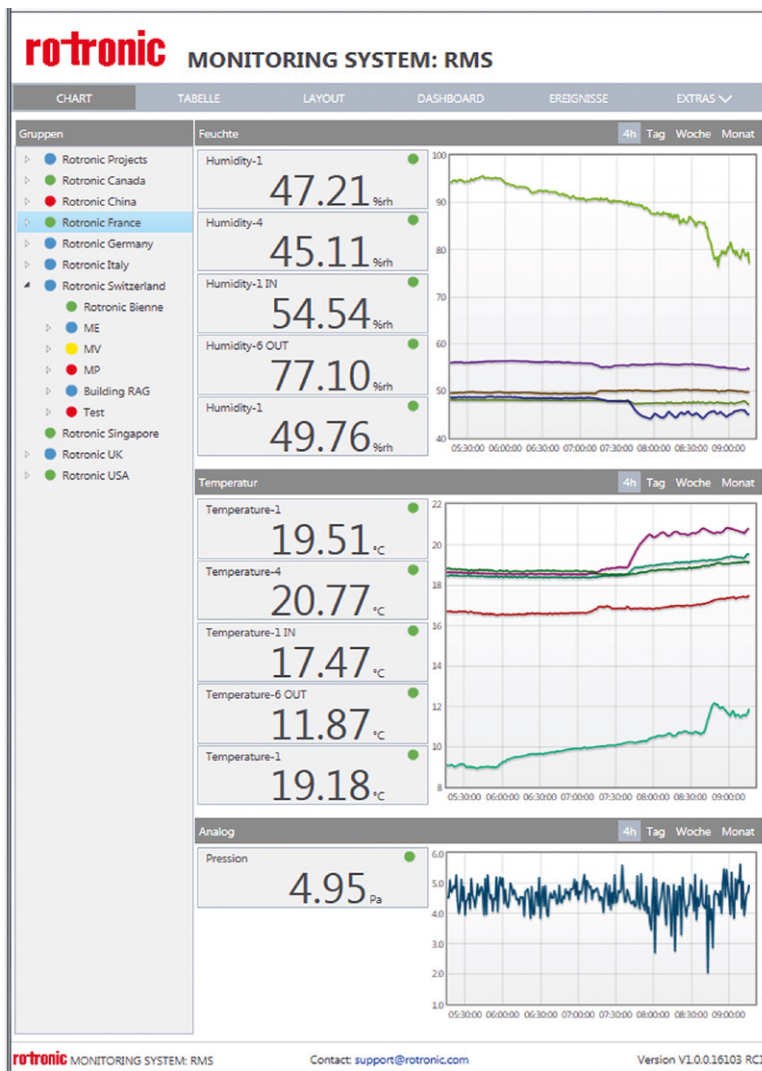 rotronic MONITORING SYSTEM: RMS
CHART TABELLE LAYOUT DASHBOARD EREIGNISSE EXTRAS
Gruppen
Rotronic Projects
Rotronic Canada
Rotronic China
Rotronic France
Rotronic Germany
Rotronic Italy
Rotronic Switzerland
Rotronic Bienne
ME
MV
MP
Building RAG
Test
Rotronic Singapore
Rotronic UK
Rotronic USA
Feuchte 4h Tag Woche Monat
Humidity-1
47.21 %rh
Humidity-4
45.11 %rh
Humidity-1 IN
54.54 %rh
Humidity-6 OUT
77.10 %rh
Humidity-1
49.76 %rh
100
90
80
70
60
50
40
05:30:00 06:00:00 06:30:00 07:00:00 07:30:00 08:00:00 08:30:00 09:00:00
Temperatur 4h Tag Woche Monat
Temperature-1
19.51 °C
Temperature-4
20.77 °C
Temperature-1 IN
17.47 °C
Temperature-6 OUT
11.87 °C
Temperature-1
19.18 °C
22
20
18
16
14
12
10
8
05:30:00 06:00:00 06:30:00 07:00:00 07:30:00 08:00:00 08:30:00 09:00:00
Analog 4h Tag Woche Monat
Pression
4.95 Pa
6.0
5.0
4.0
3.0
2.0
1.0
05:30:00 06:00:00 06:30:00 07:00:00 07:30:00 08:00:00 08:30:00 09:00:00
rotronic MONITORING SYSTEM: RMS Contact: support@rotronic.com Version V1.0.0.16103 RC1